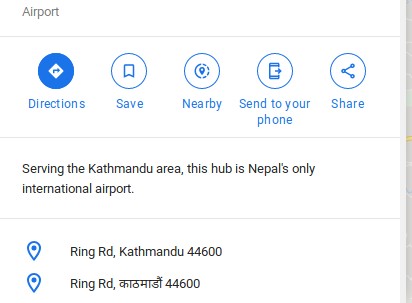 Airport
Directions Save Nearby Send to your phone Share
Serving the Kathmandu area, this hub is Nepal's only
international airport.
Ring Rd, Kathmandu 44600
Ring Rd, काठमाडौं 44600